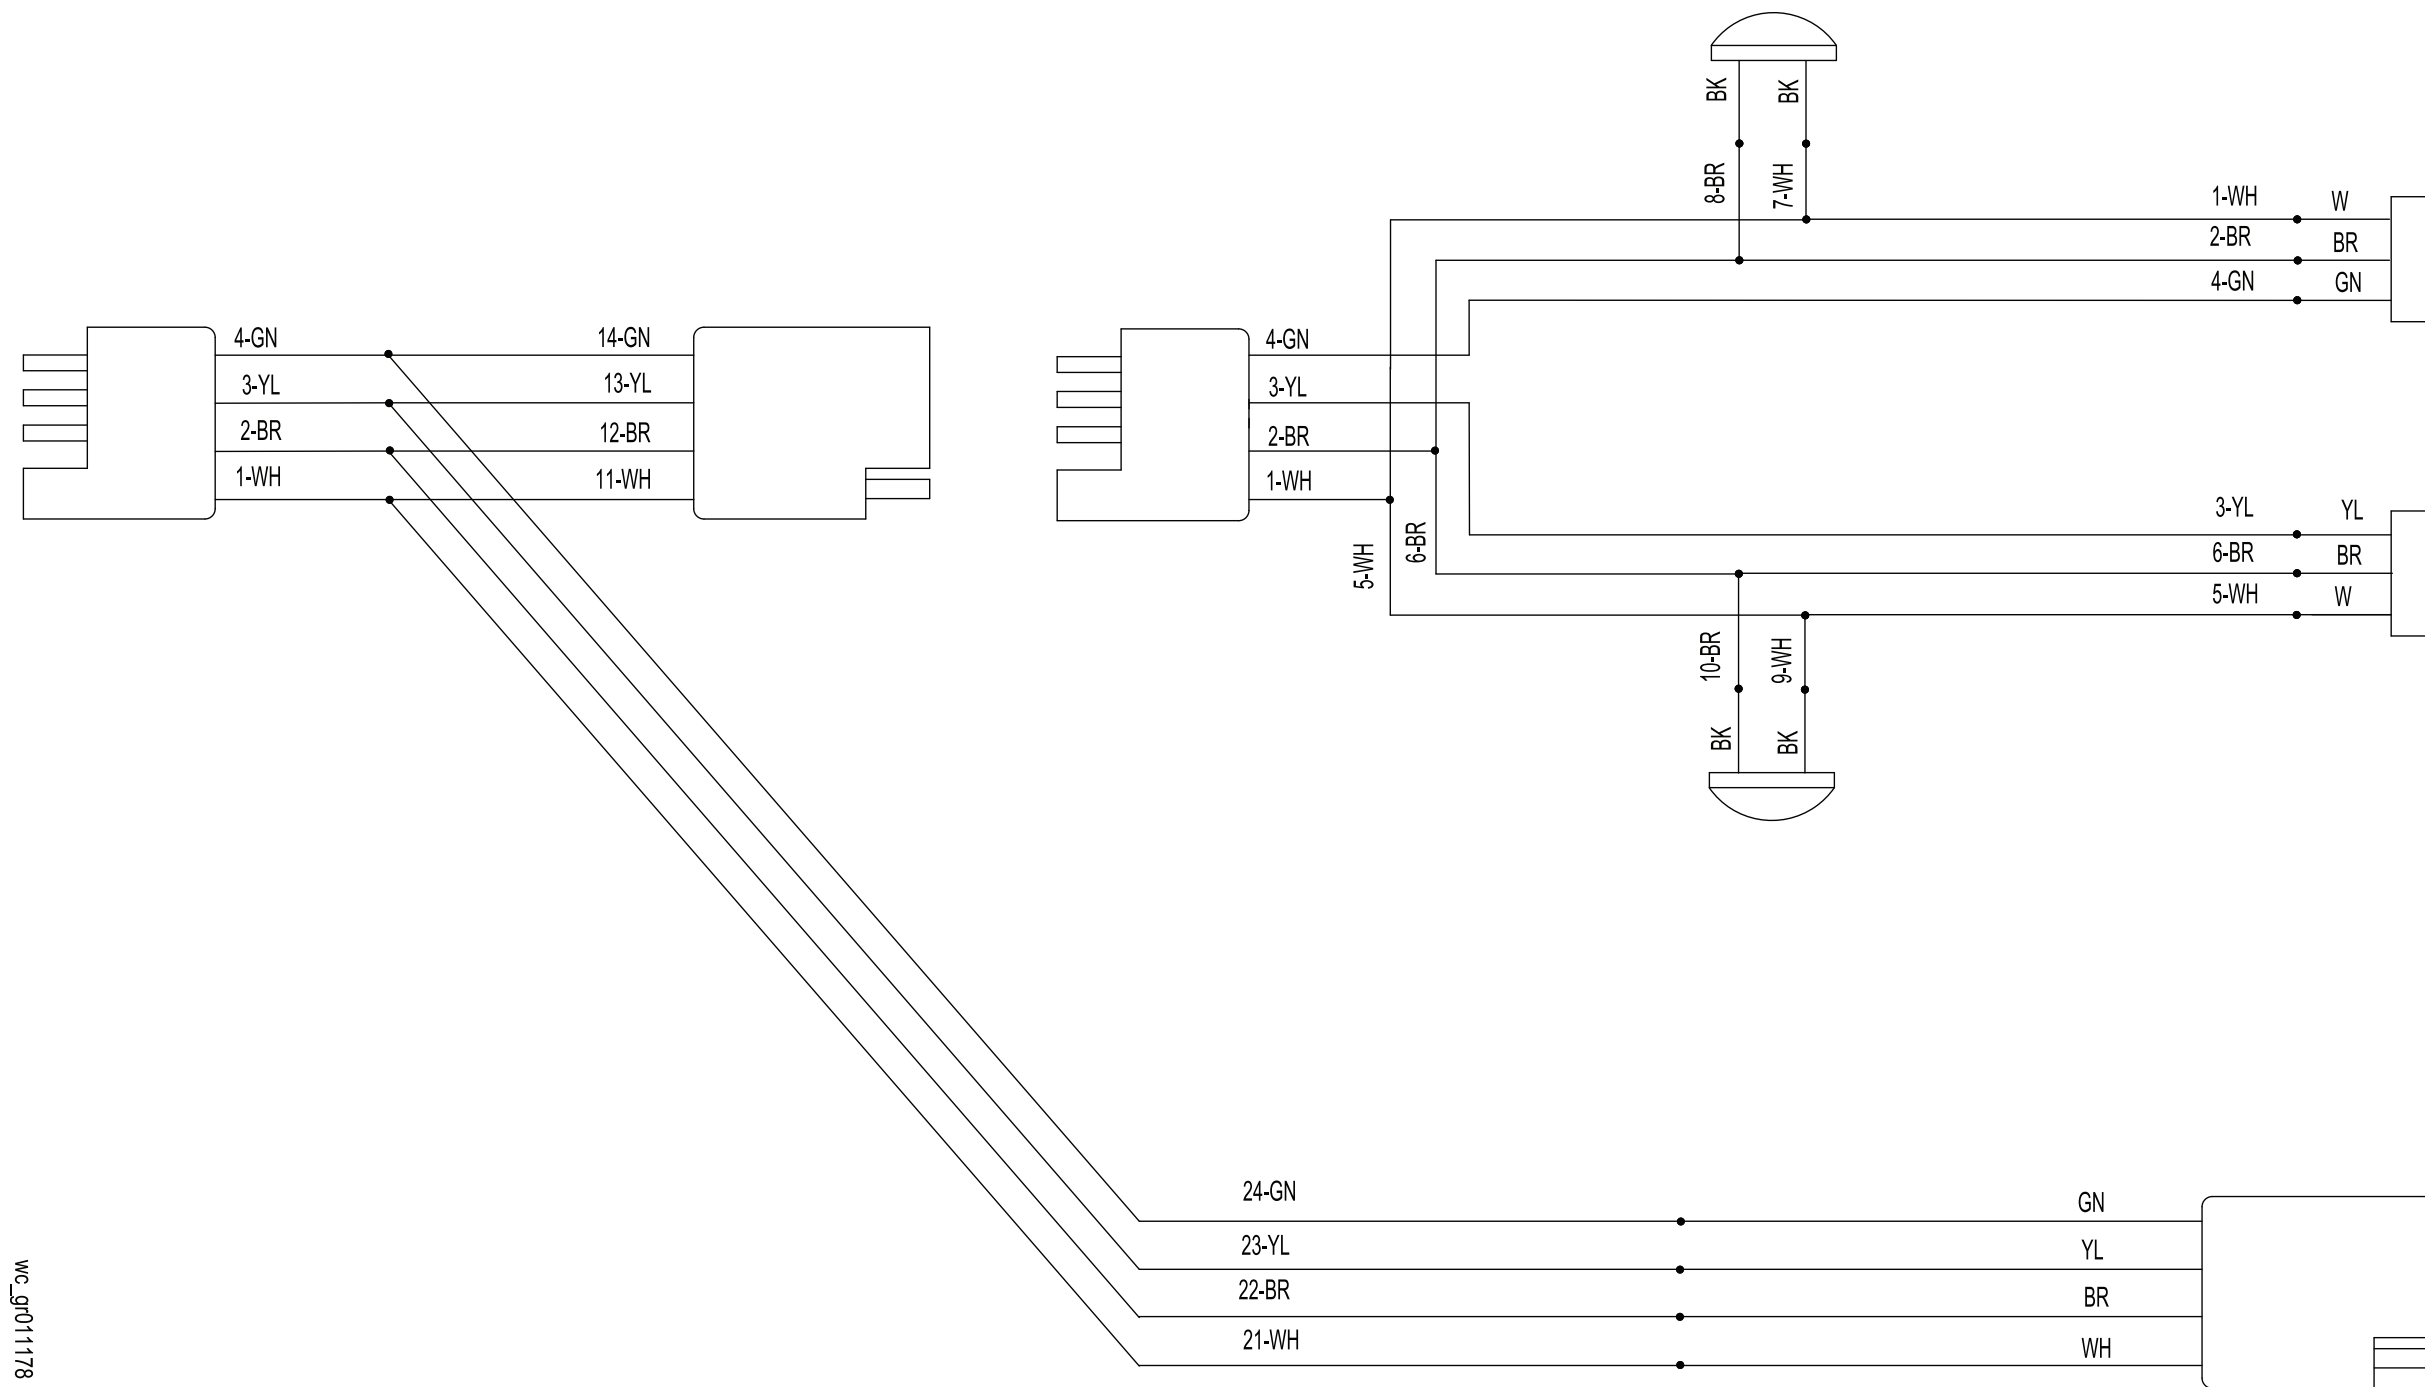 BK
BK
8-BR
7-WH
1-WH
W
2-BR
BR
4-GN
GN
4-GN
14-GN
3-YL
13-YL
2-BR
12-BR
1-WH
11-WH
4-GN
3-YL
2-BR
1-WH
5-WH
6-BR
3-YL
YL
6-BR
BR
5-WH
W
10-BR
9-WH
BK
BK
24-GN
GN
23-YL
YL
22-BR
BR
21-WH
WH
wc_gr011178